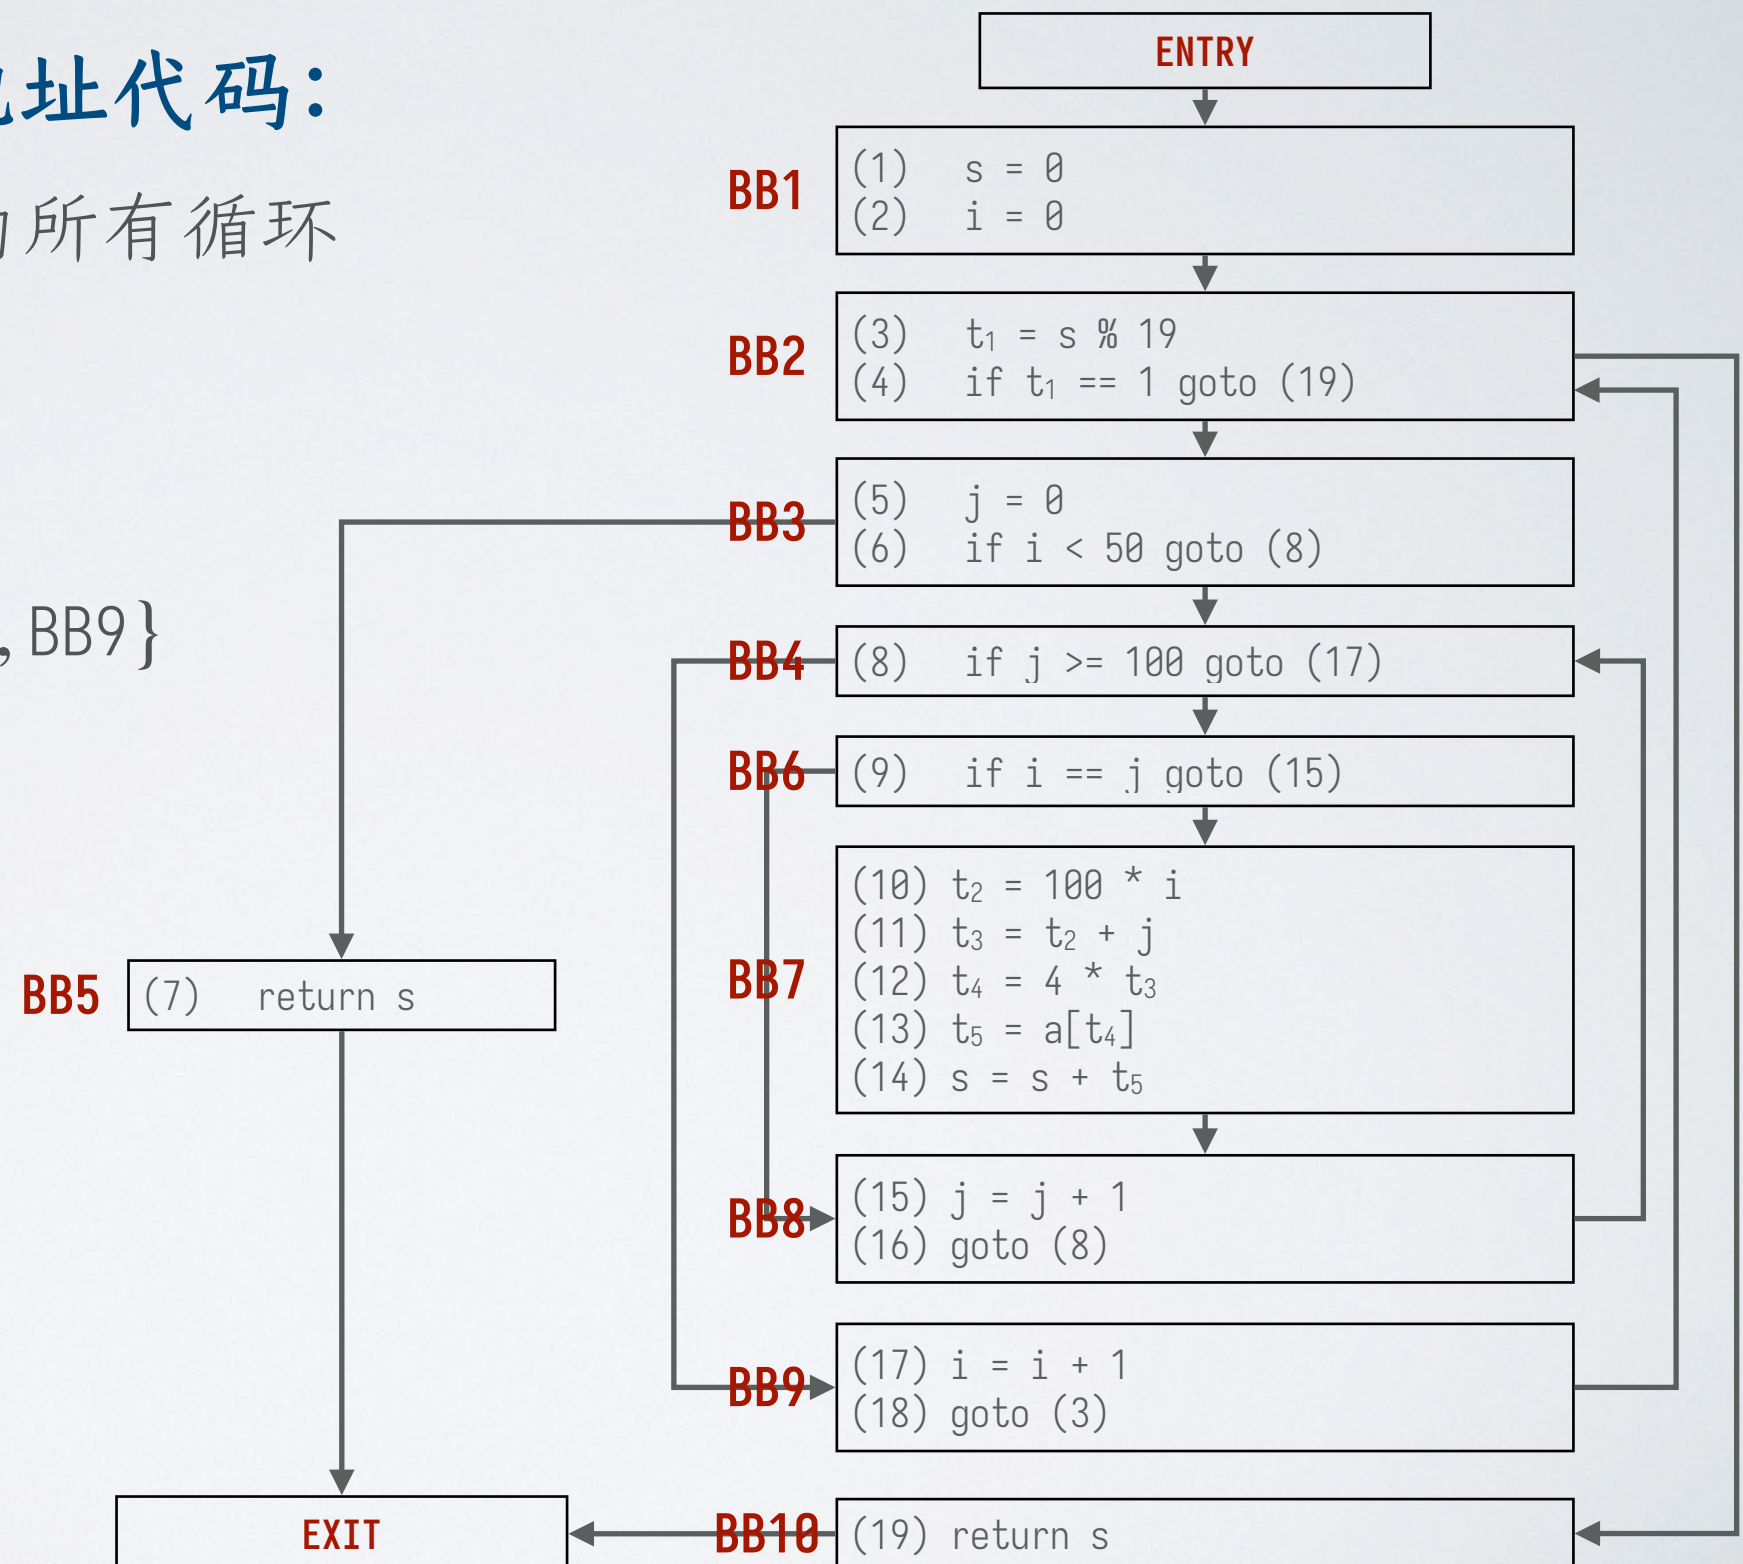 址代码:
所有循环
,BB9}
ENTRY
BB1
(1) s = 0
(2) i = 0
BB2
(3) t₁ = s % 19
(4) if t₁ == 1 goto (19)
BB3
(5) j = 0
(6) if i < 50 goto (8)
BB4
(8) if j >= 100 goto (17)
BB6
(9) if i == j goto (15)
BB7
(10) t₂ = 100 * i
(11) t₃ = t₂ + j
(12) t₄ = 4 * t₃
(13) t₅ = a[t₄]
(14) s = s + t₅
BB5
(7) return s
BB8
(15) j = j + 1
(16) goto (8)
BB9
(17) i = i + 1
(18) goto (3)
EXIT
BB10
(19) return s